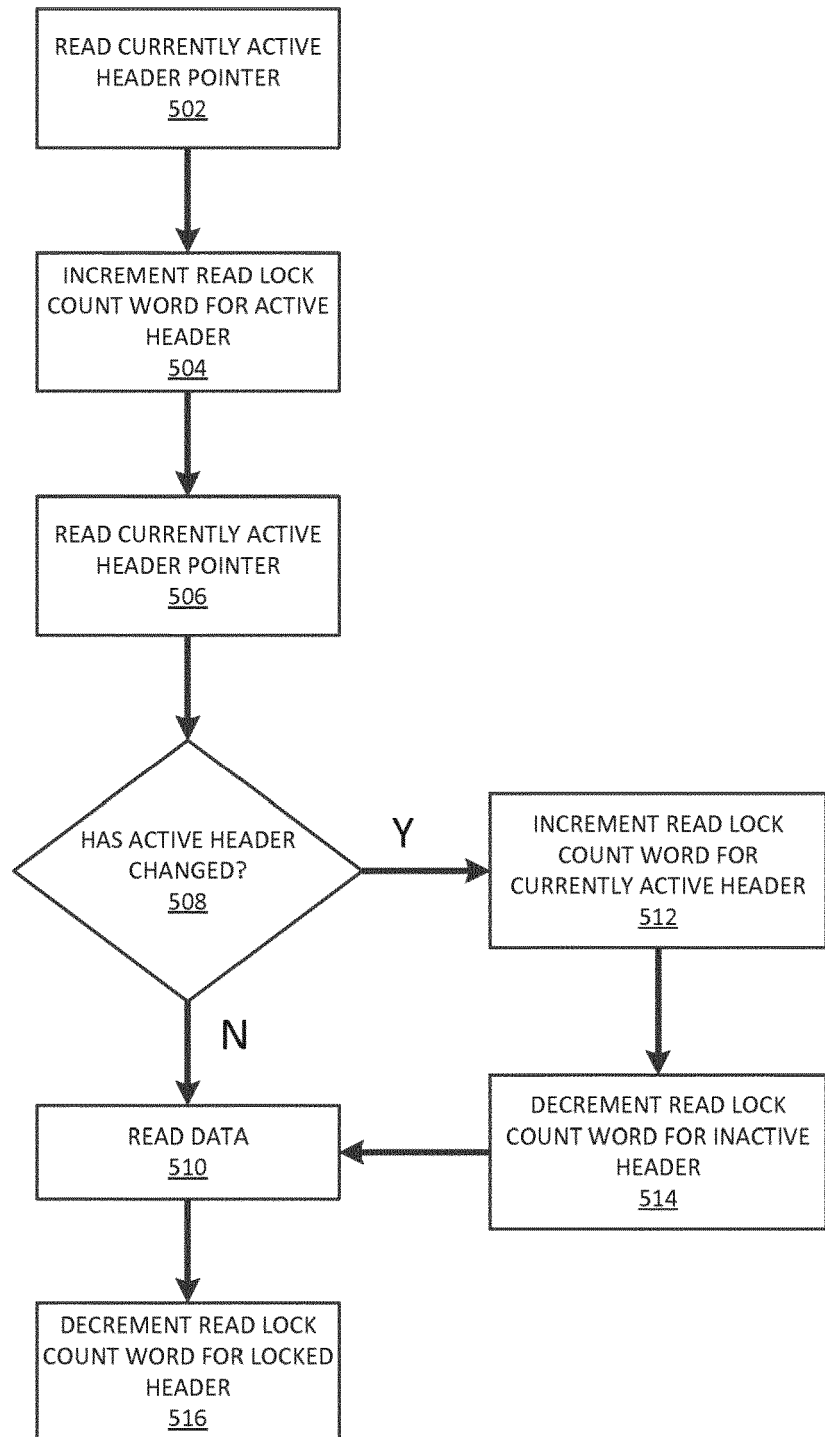 READ CURRENTLY ACTIVE
HEADER POINTER
502
INCREMENT READ LOCK
COUNT WORD FOR ACTIVE
HEADER
504
READ CURRENTLY ACTIVE
HEADER POINTER
506
HAS ACTIVE HEADER
CHANGED?
508
Y
INCREMENT READ LOCK
COUNT WORD FOR
CURRENTLY ACTIVE HEADER
512
N
READ DATA
510
DECREMENT READ LOCK
COUNT WORD FOR INACTIVE
HEADER
514
DECREMENT READ LOCK
COUNT WORD FOR LOCKED
HEADER
516